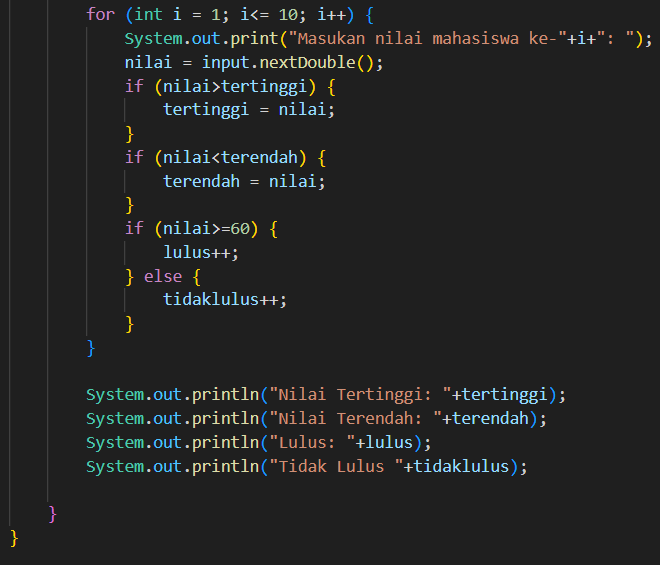 for (int i = 1; i<= 10; i++) {
System.out.print("Masukan nilai mahasiswa ke-"+i+": ");
nilai = input.nextDouble();
if (nilai>tertinggi) {
tertinggi = nilai;
}
if (nilai<terendah) {
terendah = nilai;
}
if (nilai>=60) {
lulus++;
} else {
tidaklulus++;
}
}
System.out.println("Nilai Tertinggi: "+tertinggi);
System.out.println("Nilai Terendah: "+terendah);
System.out.println("Lulus: "+lulus);
System.out.println("Tidak Lulus "+tidaklulus);
}
}